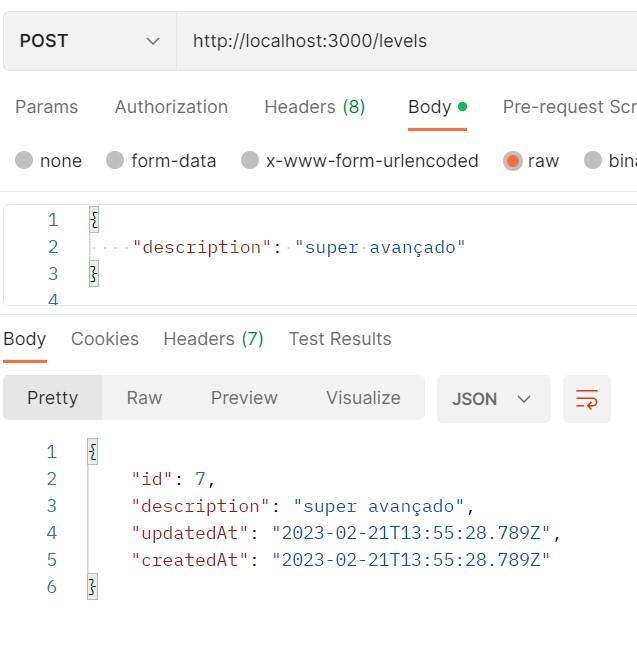 POST http://localhost:3000/levels
Params Authorization Headers (8) Body Pre-request Scr
none form-data x-www-form-urlencoded raw bina
1 {
2 "description": "super avançado"
3 }
4
Body Cookies Headers (7) Test Results
Pretty Raw Preview Visualize JSON
1 {
2 "id": 7,
3 "description": "super avançado",
4 "updatedAt": "2023-02-21T13:55:28.789Z",
5 "createdAt": "2023-02-21T13:55:28.789Z"
6 }